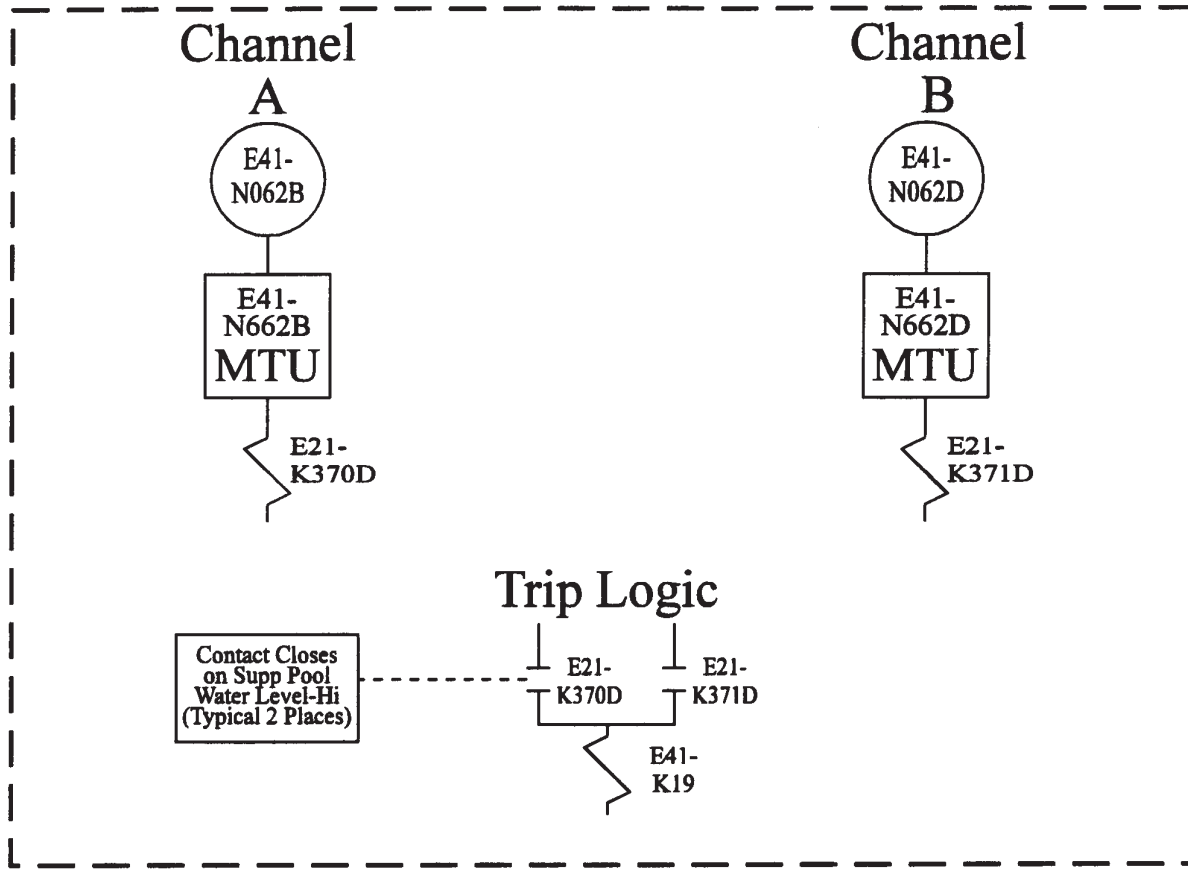 Channel
A
E41-
N062B
E41-
N662B
MTU
E21-
K370D
Channel
B
E41-
N062D
E41-
N662D
MTU
E21-
K371D
Trip Logic
Contact Closes
on Supp Pool
Water Level-Hi
(Typical 2 Places)
E21-
K370D
E21-
K371D
E41-
K19